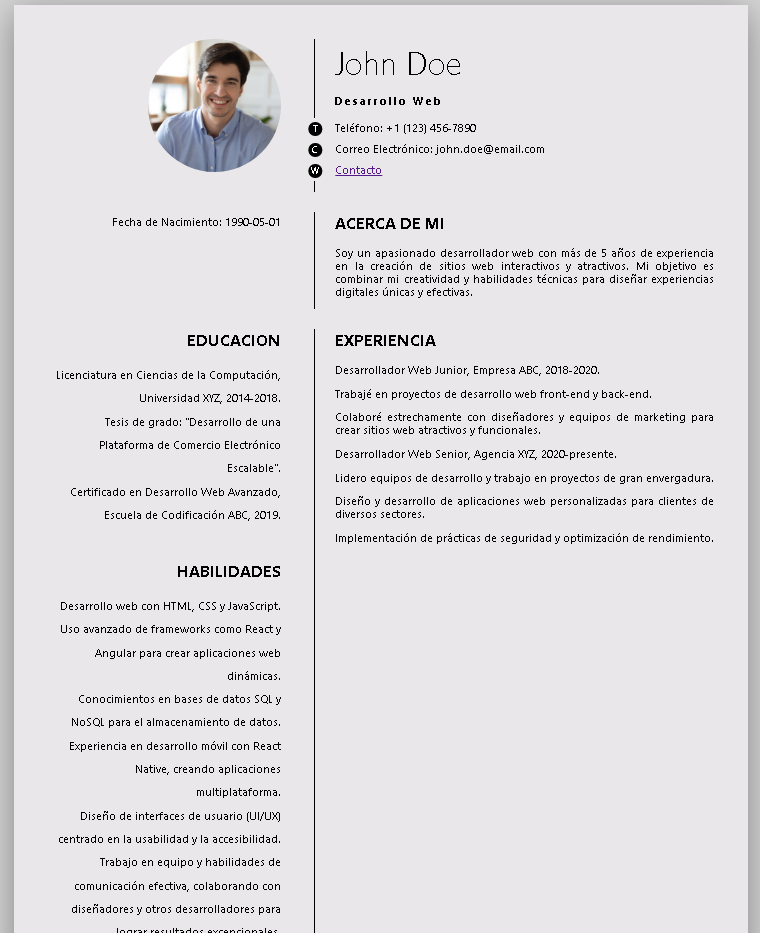 John Doe
Desarrollo Web
T Teléfono: +1 (123) 456-7890
C Correo Electrónico: john.doe@email.com
W Contacto
Fecha de Nacimiento: 1990-05-01
ACERCA DE MI
Soy un apasionado desarrollador web con más de 5 años de experiencia
en la creación de sitios web interactivos y atractivos. Mi objetivo es
combinar mi creatividad y habilidades técnicas para diseñar experiencias
digitales únicas y efectivas.
EDUCACION
Licenciatura en Ciencias de la Computación,
Universidad XYZ, 2014-2018.
Tesis de grado: "Desarrollo de una
Plataforma de Comercio Electrónico
Escalable".
Certificado en Desarrollo Web Avanzado,
Escuela de Codificación ABC, 2019.
HABILIDADES
Desarrollo web con HTML, CSS y JavaScript.
Uso avanzado de frameworks como React y
Angular para crear aplicaciones web
dinámicas.
Conocimientos en bases de datos SQL y
NoSQL para el almacenamiento de datos.
Experiencia en desarrollo móvil con React
Native, creando aplicaciones
multiplataforma.
Diseño de interfaces de usuario (UI/UX)
centrado en la usabilidad y la accesibilidad.
Trabajo en equipo y habilidades de
comunicación efectiva, colaborando con
diseñadores y otros desarrolladores para
lograr resultados excepcionales.
EXPERIENCIA
Desarrollador Web Junior, Empresa ABC, 2018-2020.
Trabajé en proyectos de desarrollo web front-end y back-end.
Colaboré estrechamente con diseñadores y equipos de marketing para
crear sitios web atractivos y funcionales.
Desarrollador Web Senior, Agencia XYZ, 2020-presente.
Lidero equipos de desarrollo y trabajo en proyectos de gran envergadura.
Diseño y desarrollo de aplicaciones web personalizadas para clientes de
diversos sectores.
Implementación de prácticas de seguridad y optimización de rendimiento.